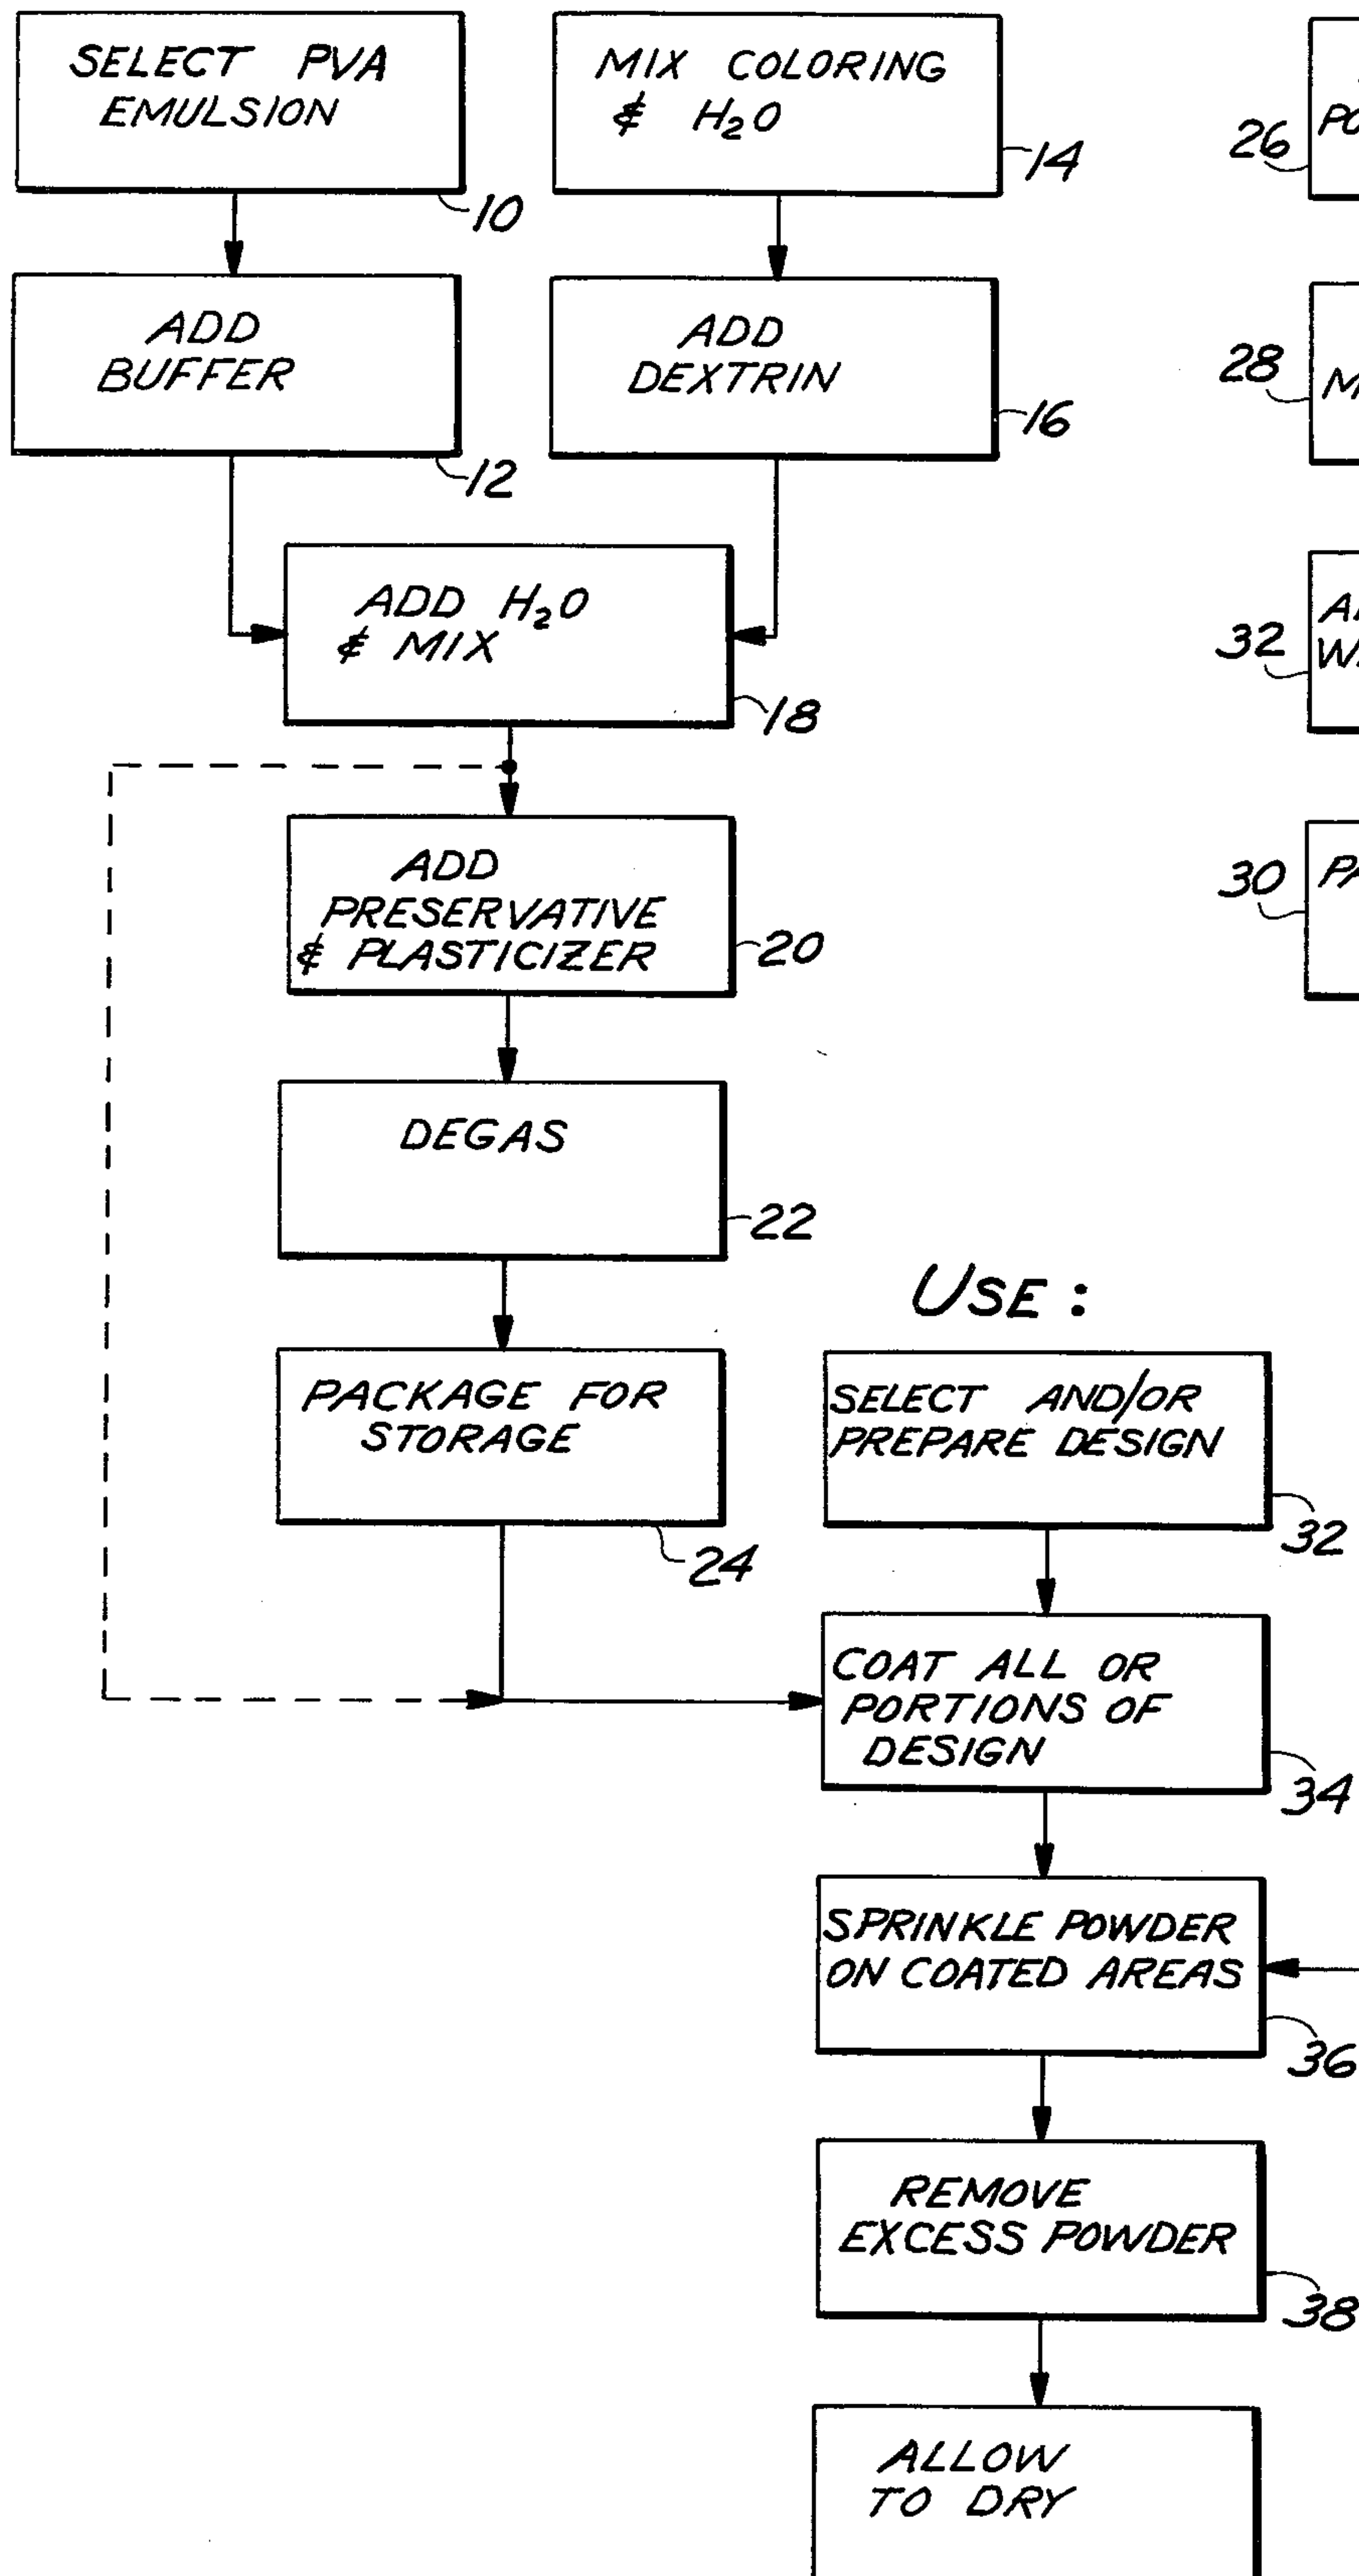 SELECT PVA
EMULSION
10
MIX COLORING
& H₂O
14
ADD
BUFFER
12
ADD
DEXTRIN
16
ADD H₂O
& MIX
18
ADD
PRESERVATIVE
& PLASTICIZER
20
DEGAS
22
PACKAGE FOR
STORAGE
24
26
28
32
30
USE :
SELECT AND/OR
PREPARE DESIGN
32
COAT ALL OR
PORTIONS OF
DESIGN
34
SPRINKLE POWDER
ON COATED AREAS
36
REMOVE
EXCESS POWDER
38
ALLOW
TO DRY